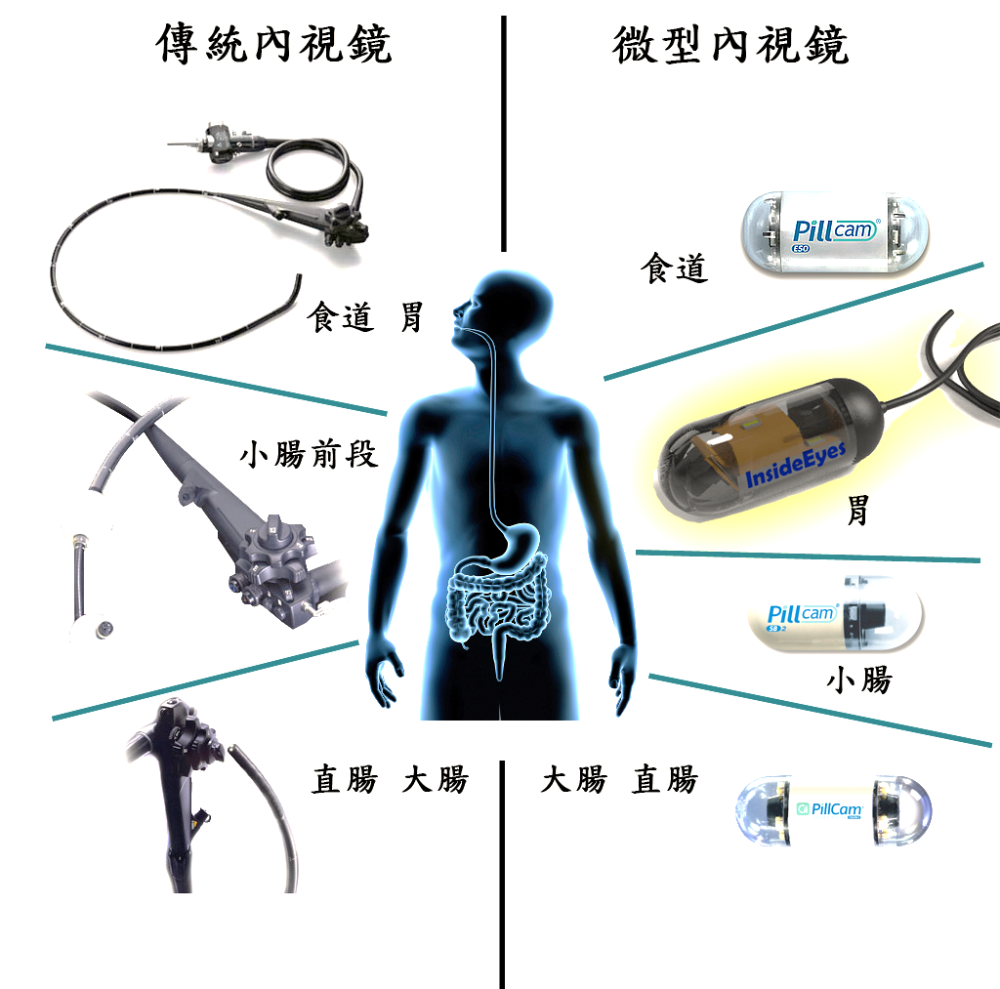 傳統內視鏡
微型內視鏡
食道 胃
小腸前段
直腸 大腸
食道
Pillcam®
ESO
InsideEyes
胃
Pillcam®
SB 2
小腸
大腸 直腸
PillCam